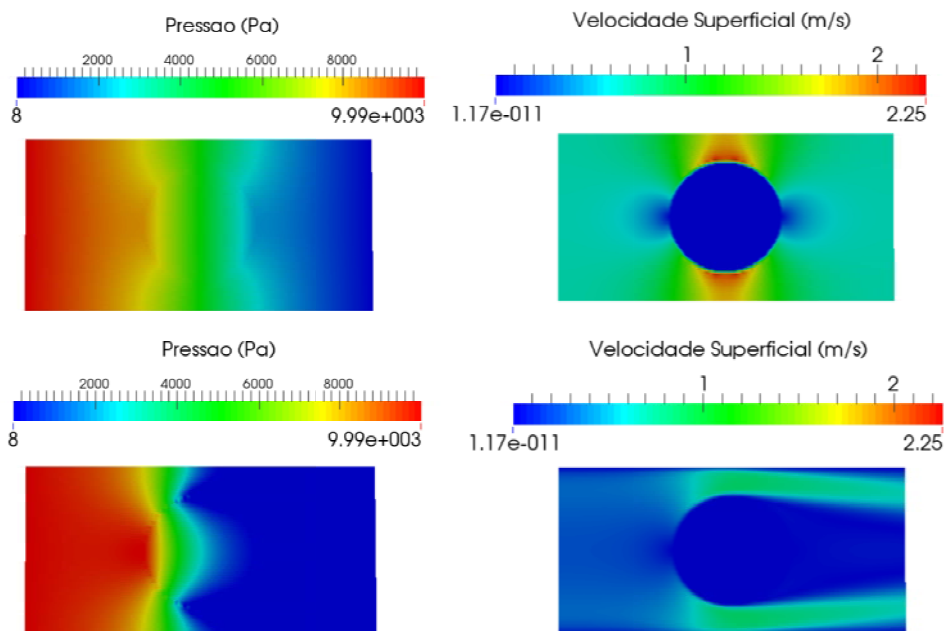 Pressao (Pa)
2000 4000 6000 8000
8 9.99e+003
Velocidade Superficial (m/s)
1 2
1.17e-011 2.25
Pressao (Pa)
2000 4000 6000 8000
8 9.99e+003
Velocidade Superficial (m/s)
1 2
1.17e-011 2.25